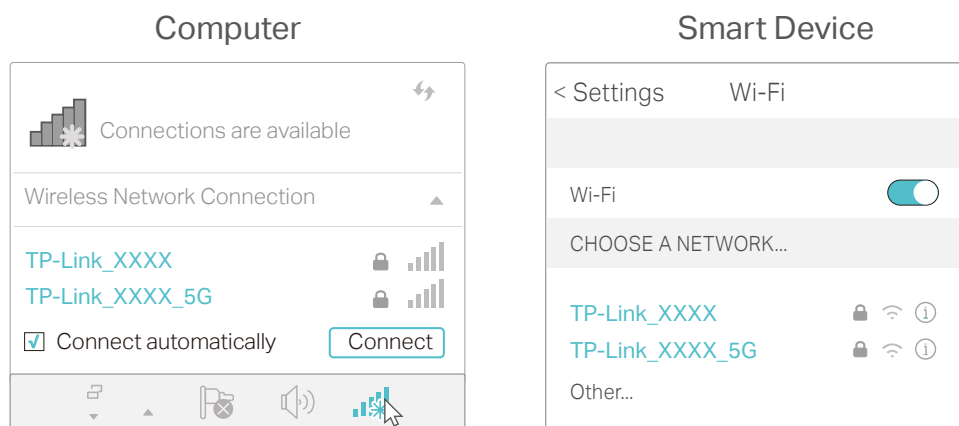 Computer
Connections are available
Wireless Network Connection
TP-Link_XXXX
TP-Link_XXXX_5G
Connect automatically
Connect
Smart Device
< Settings Wi-Fi
Wi-Fi
CHOOSE A NETWORK...
TP-Link_XXXX
TP-Link_XXXX_5G
Other...